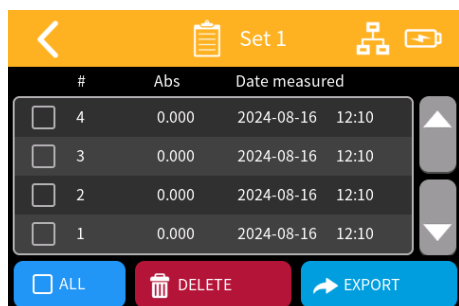 Set 1
# Abs Date measured
4 0.000 2024-08-16 12:10
3 0.000 2024-08-16 12:10
2 0.000 2024-08-16 12:10
1 0.000 2024-08-16 12:10
ALL DELETE EXPORT